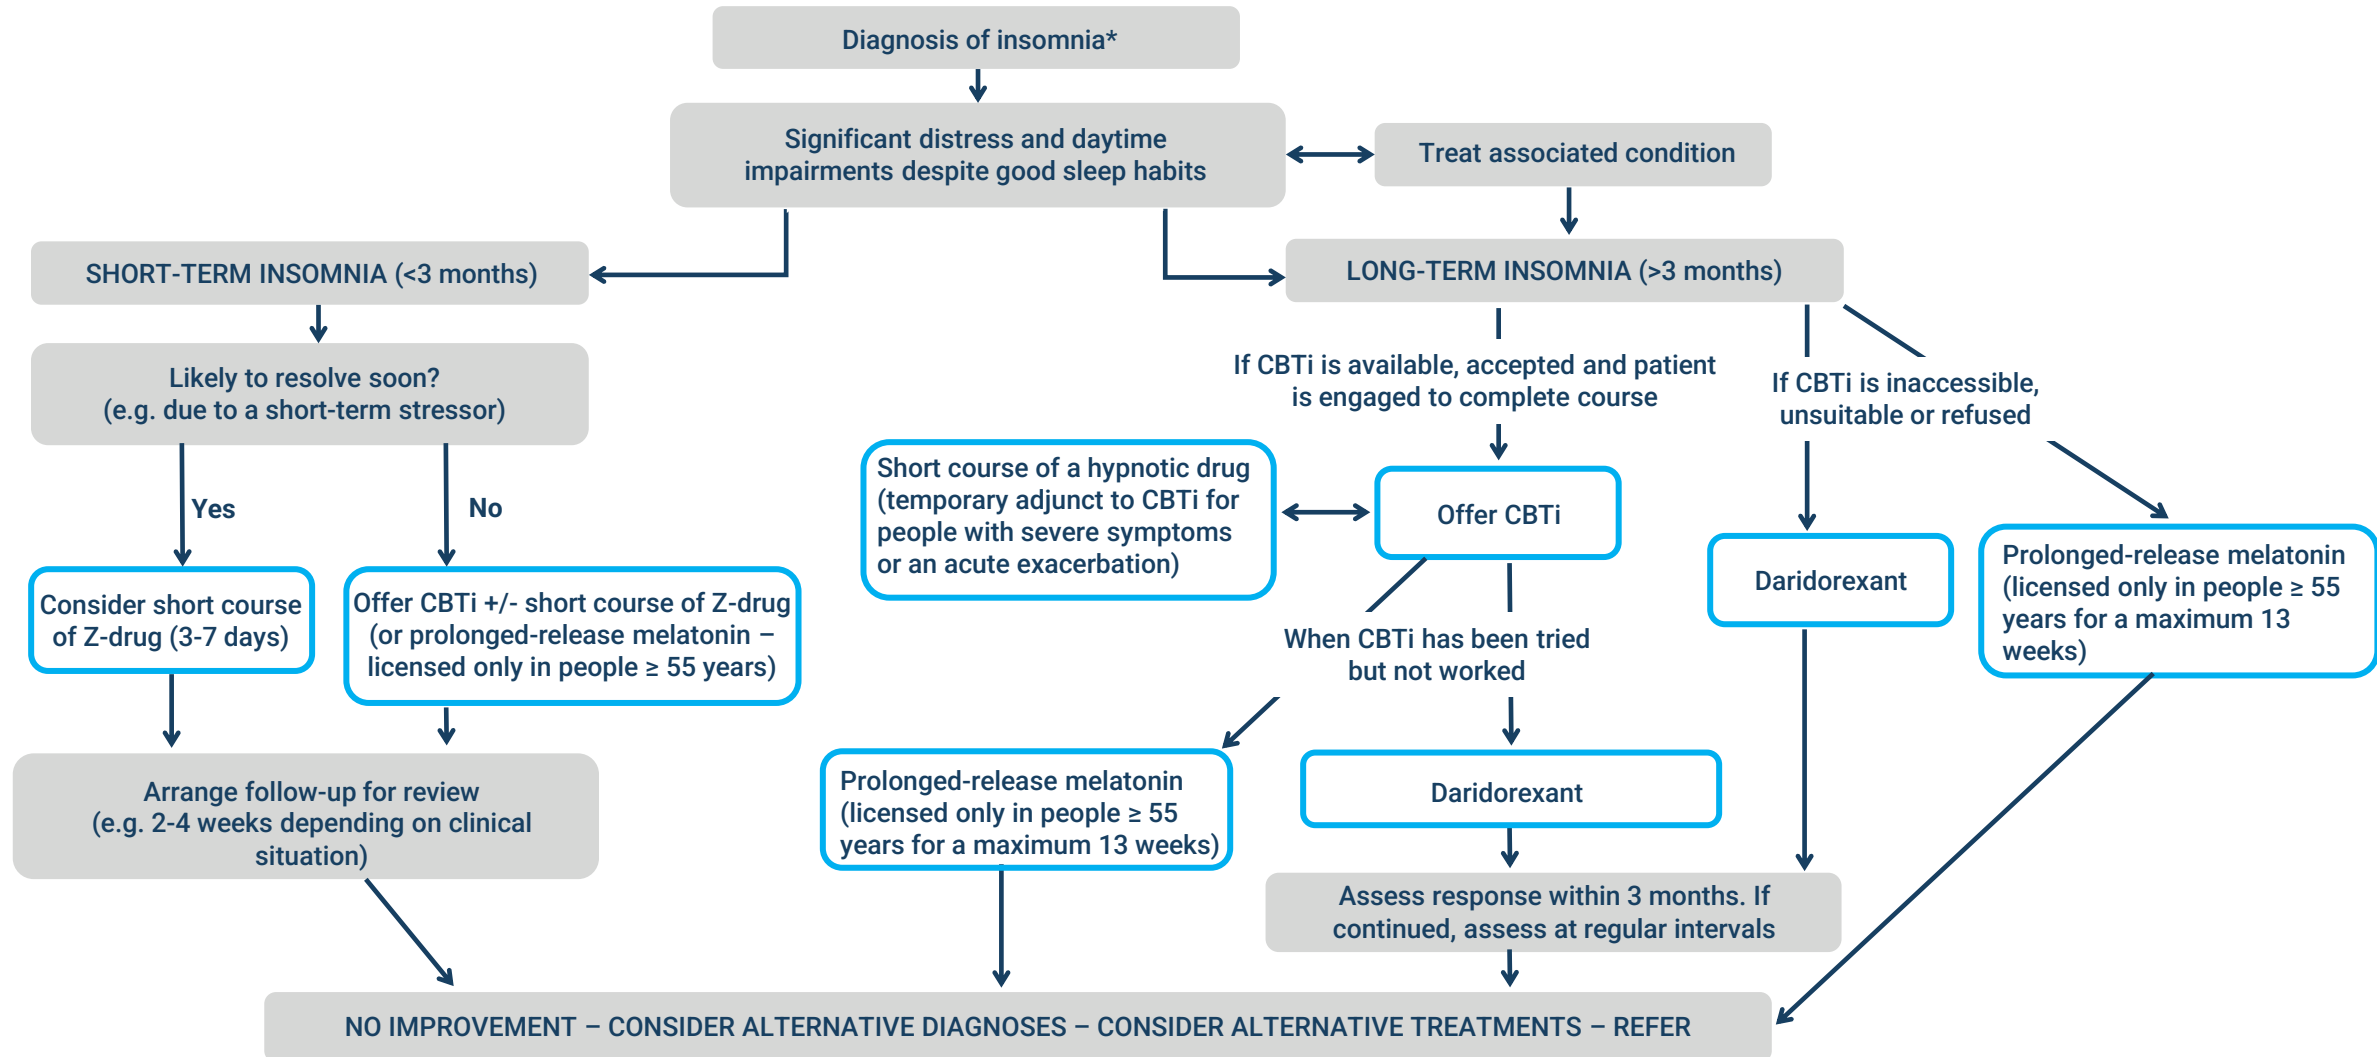 Diagnosis of insomnia*
Significant distress and daytime
impairments despite good sleep habits
Treat associated condition
SHORT-TERM INSOMNIA (<3 months)
LONG-TERM INSOMNIA (>3 months)
Likely to resolve soon?
(e.g. due to a short-term stressor)
If CBTi is available, accepted and patient
is engaged to complete course
If CBTi is inaccessible,
unsuitable or refused
Yes
No
Short course of a hypnotic drug
(temporary adjunct to CBTi for
people with severe symptoms
or an acute exacerbation)
Offer CBTi
Daridorexant
Prolonged-release melatonin
(licensed only in people ≥ 55
years for a maximum 13
weeks)
Consider short course
of Z-drug (3-7 days)
Offer CBTi +/- short course of Z-drug
(or prolonged-release melatonin –
licensed only in people ≥ 55 years)
When CBTi has been tried
but not worked
Arrange follow-up for review
(e.g. 2-4 weeks depending on clinical
situation)
Prolonged-release melatonin
(licensed only in people ≥ 55
years for a maximum 13 weeks)
Daridorexant
Assess response within 3 months. If
continued, assess at regular intervals
NO IMPROVEMENT – CONSIDER ALTERNATIVE DIAGNOSES – CONSIDER ALTERNATIVE TREATMENTS – REFER